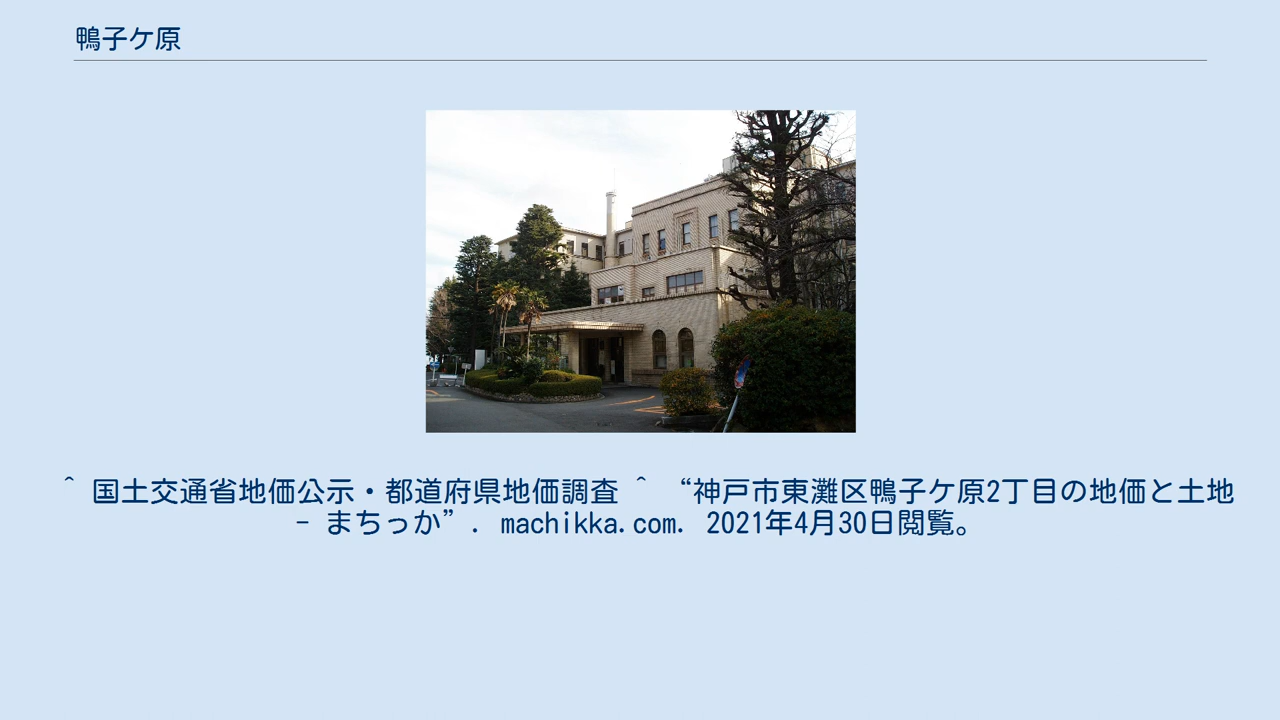 鴨子ケ原
^ 国土交通省地価公示・都道府県地価調査 ^ “神戸市東灘区鴨子ケ原2丁目の地価と土地
- まちっか”. machikka.com. 2021年4月30日閲覧。